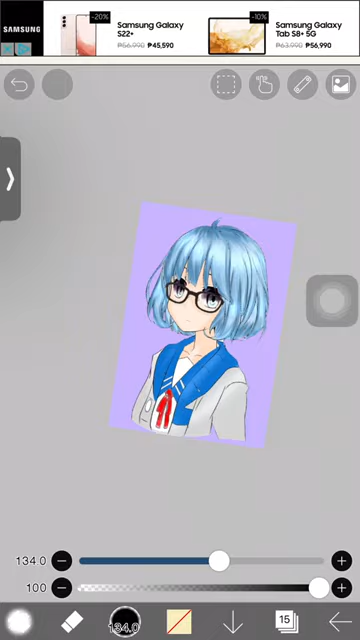 SAMSUNG
-20%
Samsung Galaxy S22+
₱56,990 ₱45,590
-10%
Samsung Galaxy Tab S8+ 5G
₱63,990 ₱56,990
134.0
100
134.0
15